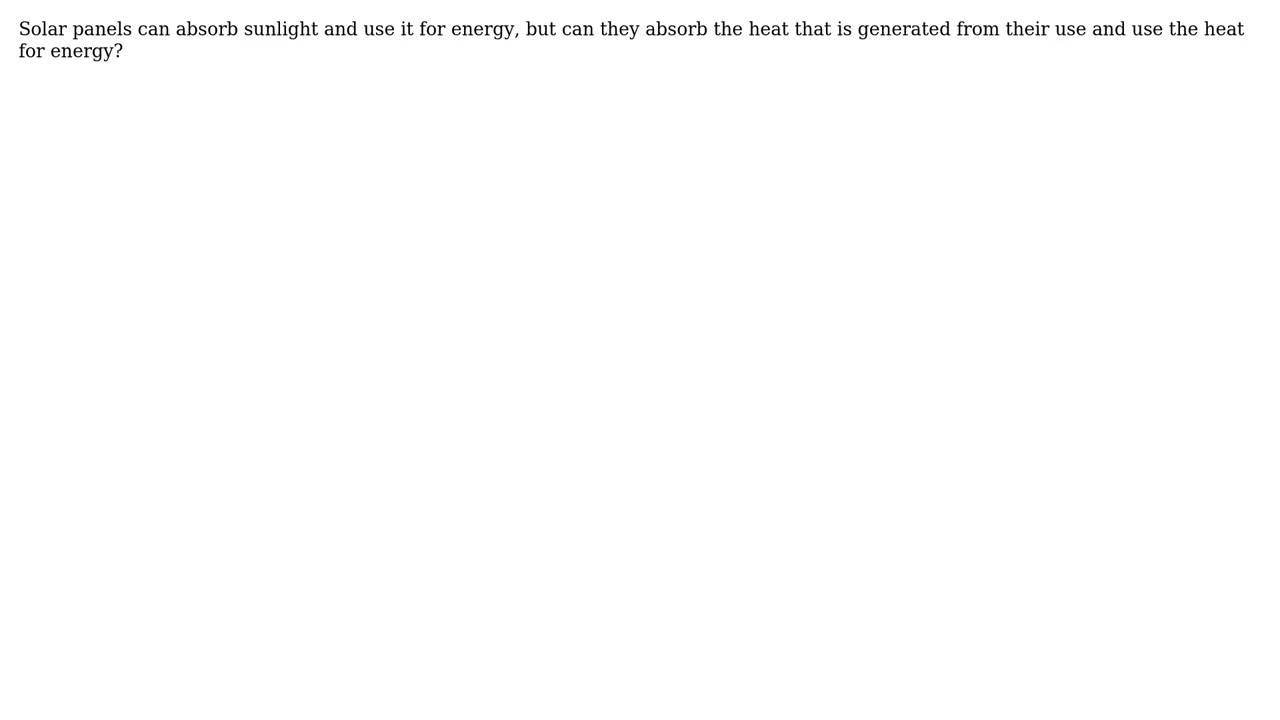 Solar panels can absorb sunlight and use it for energy, but can they absorb the heat that is generated from their use and use the heat
for energy?